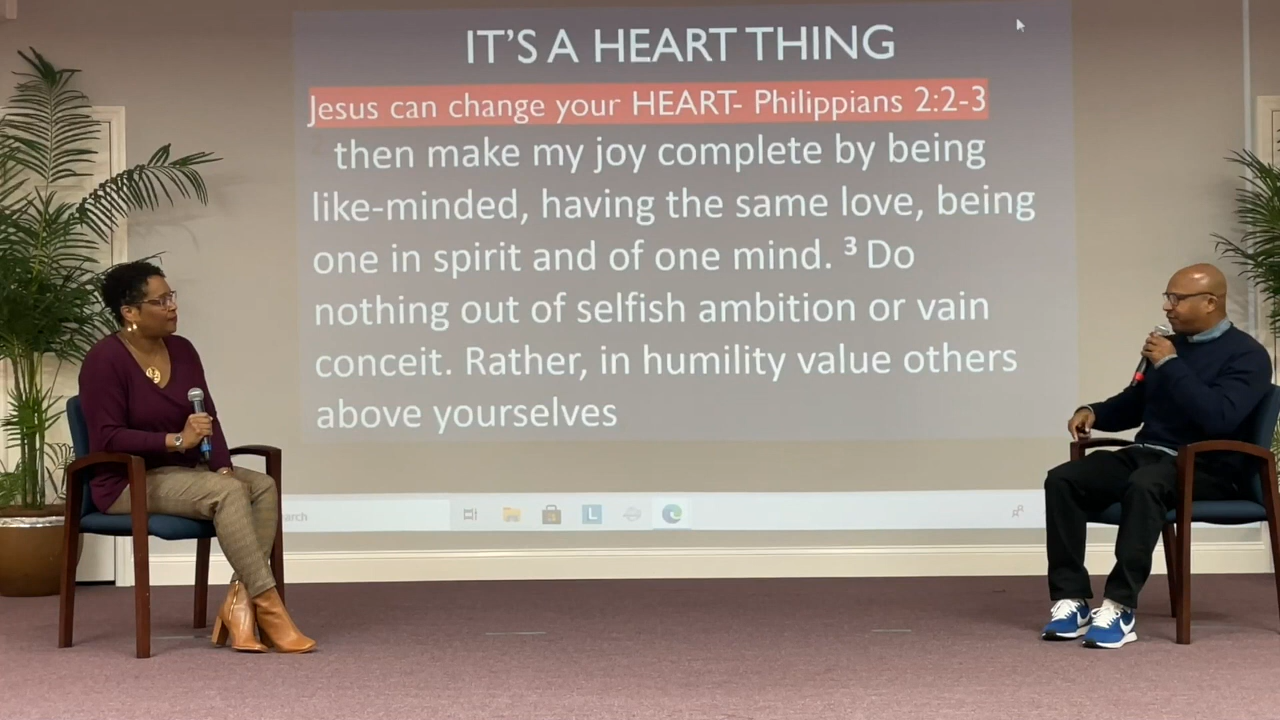 IT'S A HEART THING
Jesus can change your HEART- Philippians 2:2-3
then make my joy complete by being
like-minded, having the same love, being
one in spirit and of one mind. ³ Do
nothing out of selfish ambition or vain
conceit. Rather, in humility value others
above yourselves
earch
L